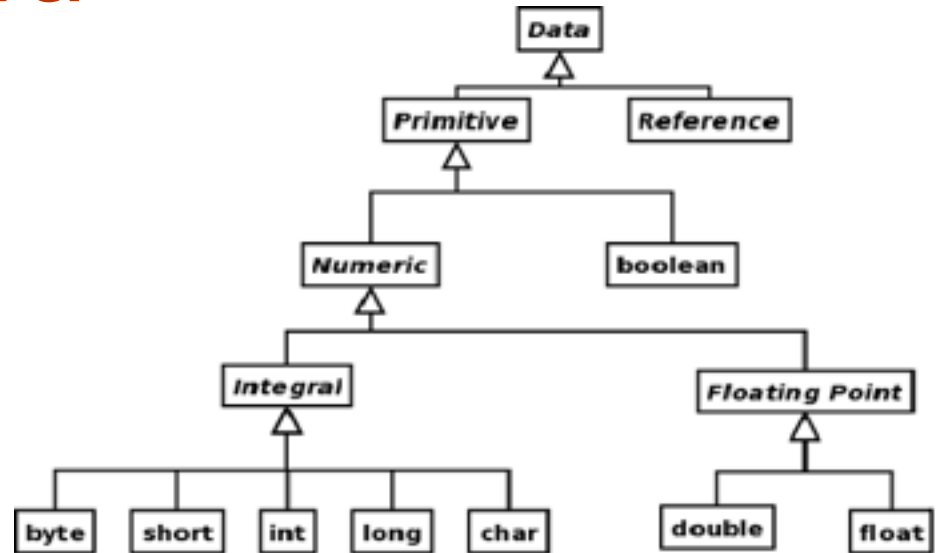 Data
Primitive Reference
Numeric boolean
Integral Floating Point
byte short int long char double float